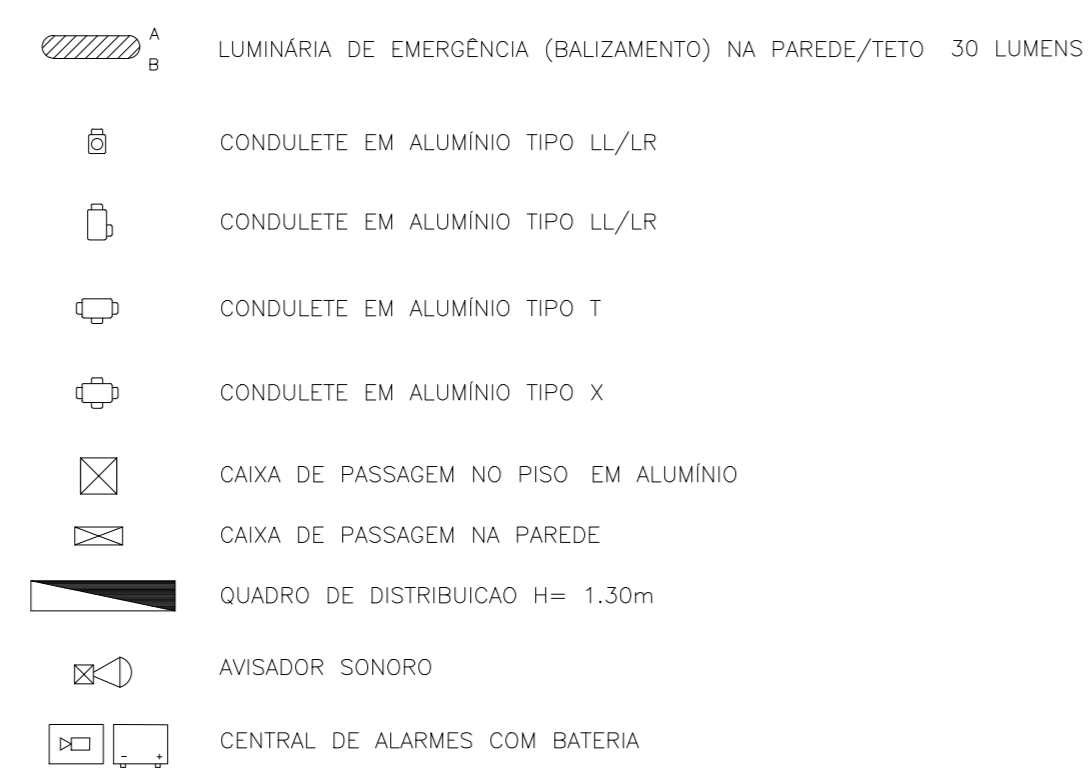 A
B
LUMINÁRIA DE EMERGÊNCIA (BALIZAMENTO) NA PAREDE/TETO 30 LUMENS
CONDULETE EM ALUMÍNIO TIPO LL/LR
CONDULETE EM ALUMÍNIO TIPO LL/LR
CONDULETE EM ALUMÍNIO TIPO T
CONDULETE EM ALUMÍNIO TIPO X
CAIXA DE PASSAGEM NO PISO EM ALUMÍNIO
CAIXA DE PASSAGEM NA PAREDE
QUADRO DE DISTRIBUICAO H= 1.30m
AVISADOR SONORO
- +
CENTRAL DE ALARMES COM BATERIA